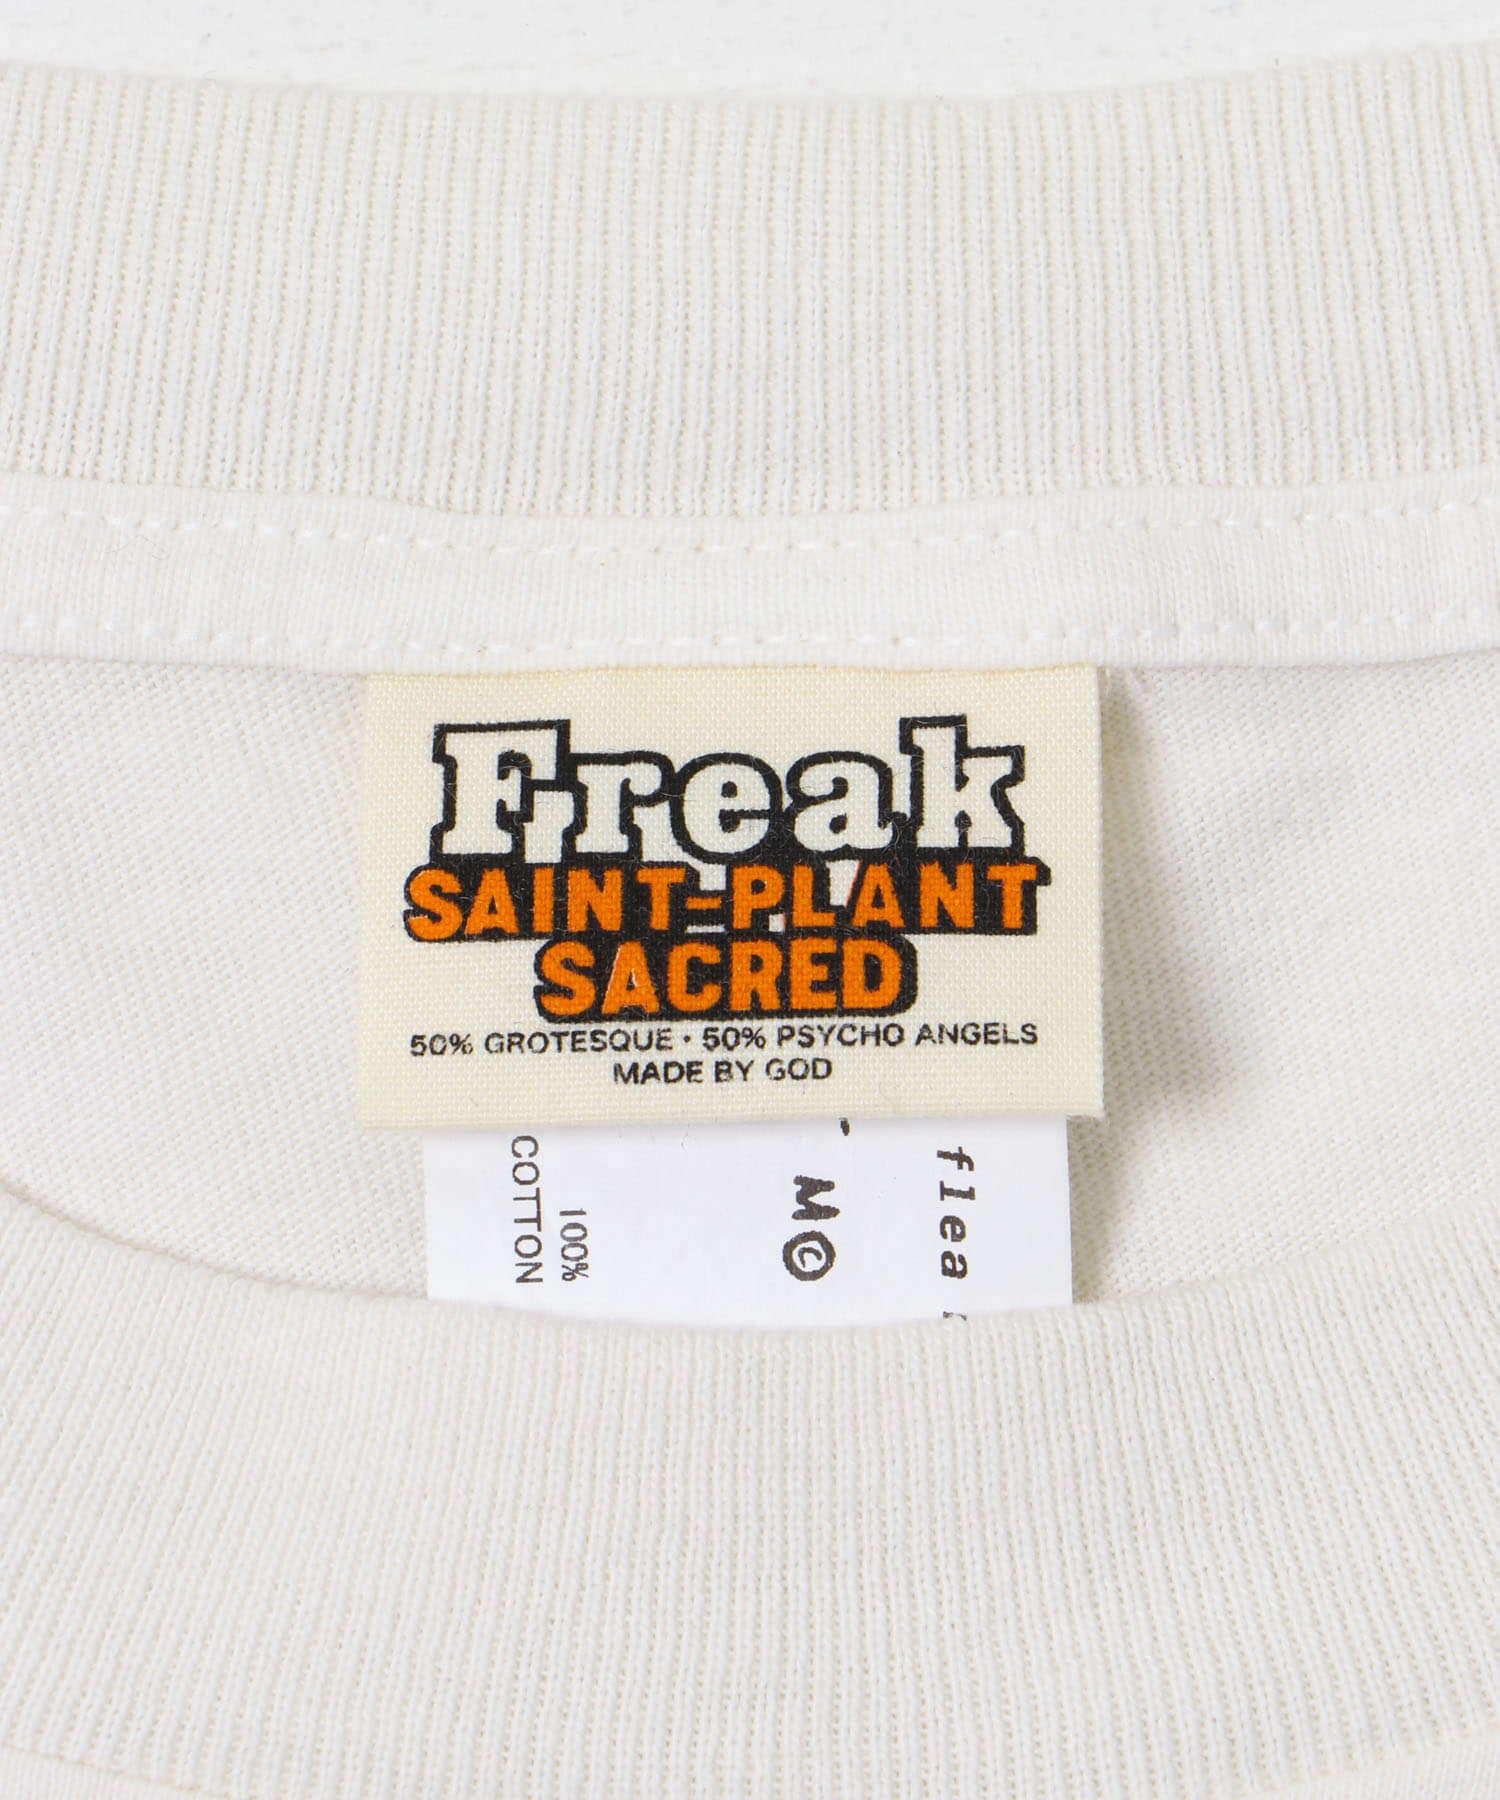 Freak
SAINT=PLANT
SACRED
50% GROTESQUE • 50% PSYCHO ANGELS
MADE BY GOD
100%
COTTON
M©
flea